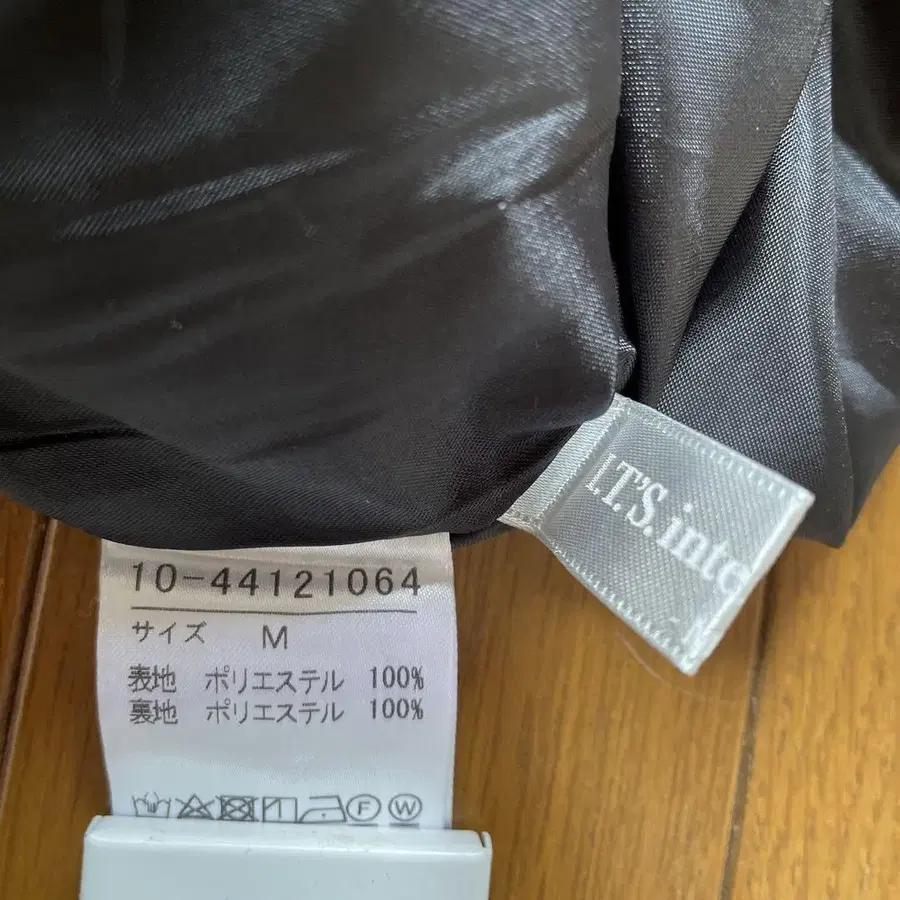 10-44121064
サイズ M
表地 ポリエステル 100%
裏地 ポリエステル 100%
F W
I.T.'S.inte